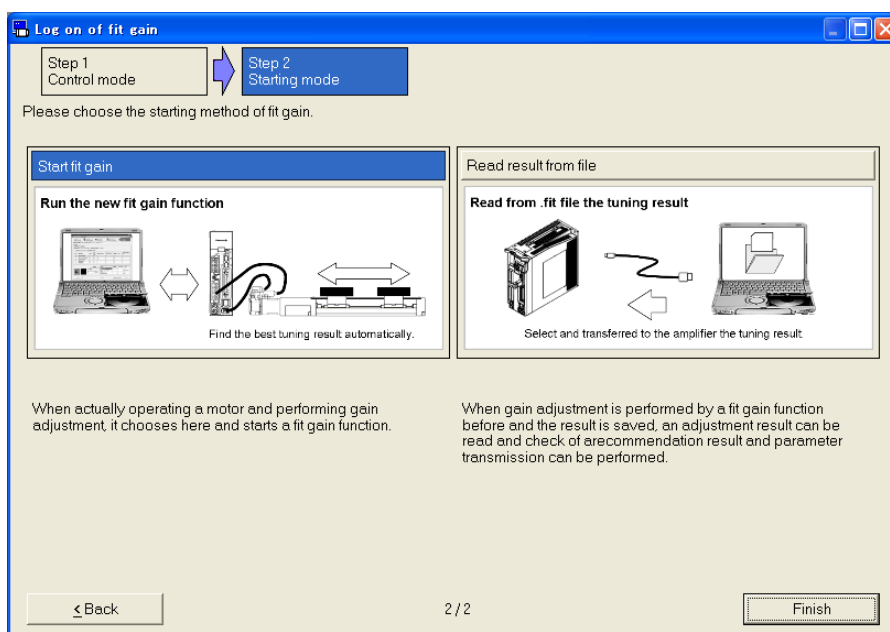 Log on of fit gain
Step 1
Control mode
Step 2
Starting mode
Please choose the starting method of fit gain.
Start fit gain
Run the new fit gain function
Find the best tuning result automatically.
When actually operating a motor and performing gain
adjustment, it chooses here and starts a fit gain function.
Read result from file
Read from .fit file the tuning result
Select and transferred to the amplifier the tuning result.
When gain adjustment is performed by a fit gain function
before and the result is saved, an adjustment result can be
read and check of arecommendation result and parameter
transmission can be performed.
< Back
2 / 2
Finish